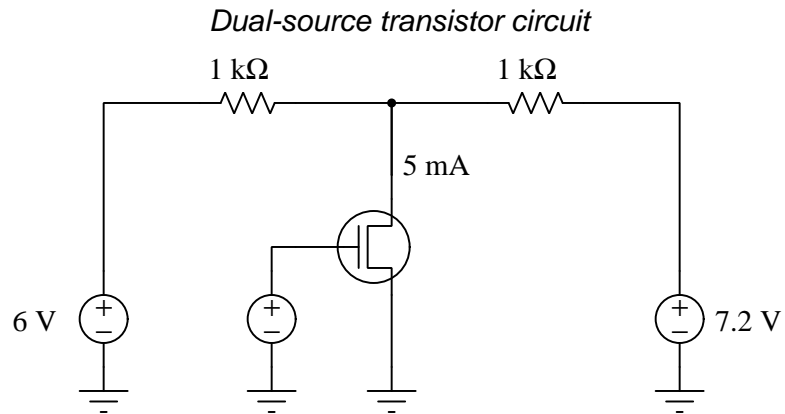 Dual-source transistor circuit
1 kΩ
1 kΩ
5 mA
6 V
7.2 V